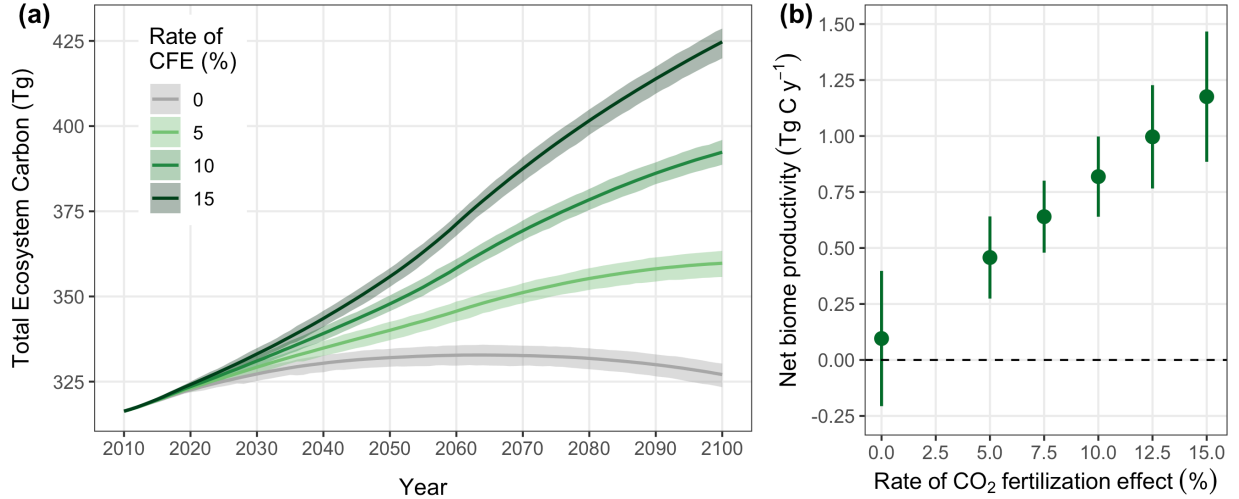 (a)
Total Ecosystem Carbon (Tg)
425
400
375
350
325
Rate of
CFE (%)
0
5
10
15
2010 2020 2030 2040 2050 2060 2070 2080 2090 2100
Year
(b)
Net biome productivity (Tg C y⁻¹)
1.50
1.25
1.00
0.75
0.50
0.25
0.00
-0.25
0.0 2.5 5.0 7.5 10.0 12.5 15.0
Rate of CO₂ fertilization effect (%)